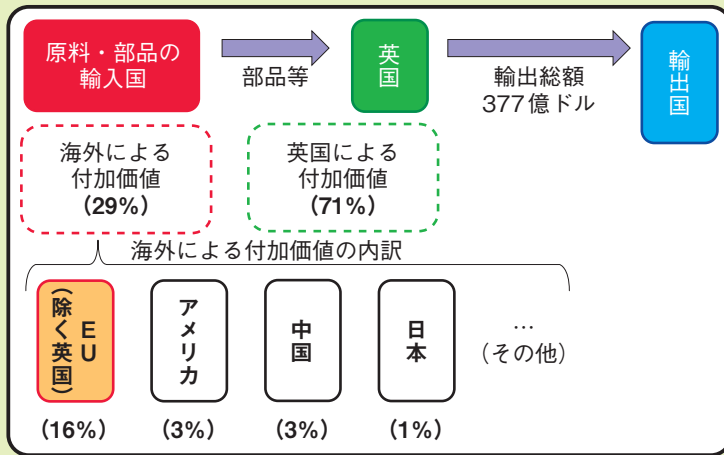 原料・部品の
輸入国
部品等
英国
輸出総額
377億ドル
輸出国
海外による
付加価値
(29%)
英国による
付加価値
(71%)
海外による付加価値の内訳
EU
(除く英国)
アメリカ
中国
日本
…
(その他)
(16%)
(3%)
(3%)
(1%)